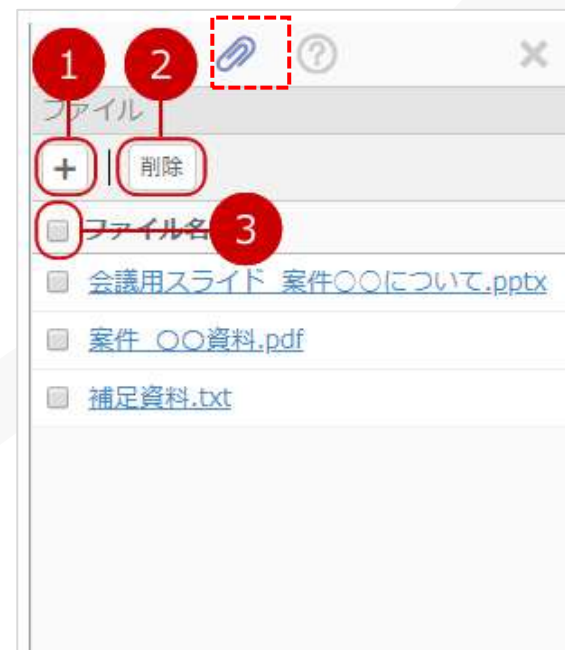 1 2
ファイル
+ 削除
ファイル名 3
会議用スライド_案件○○について.pptx
案件_○○資料.pdf
補足資料.txt